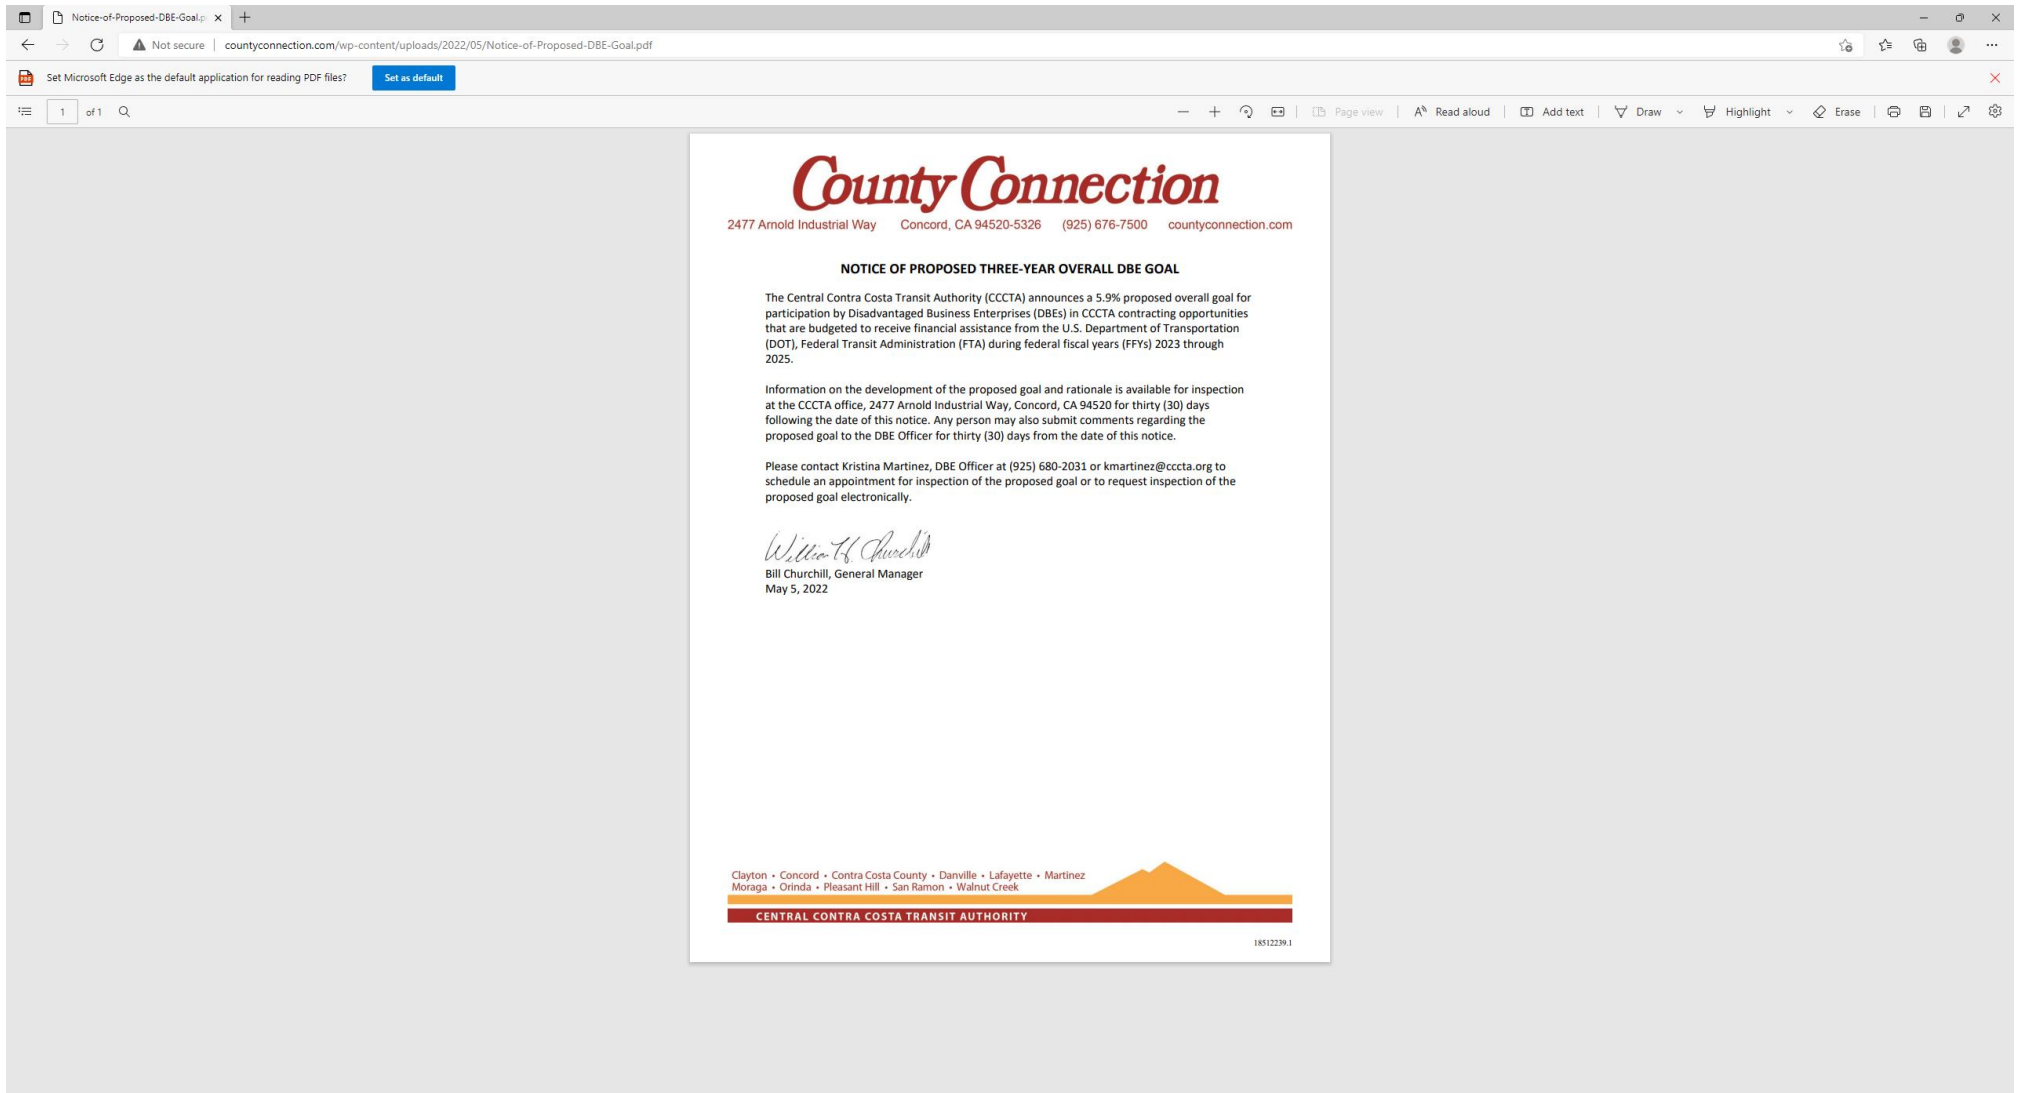 Notice-of-Proposed-DBE-Goal.p
Not secure | countyconnection.com/wp-content/uploads/2022/05/Notice-of-Proposed-DBE-Goal.pdf
Set Microsoft Edge as the default application for reading PDF files? Set as default
1 of 1 Page view Read aloud Add text Draw Highlight Erase
County Connection
2477 Arnold Industrial Way Concord, CA 94520-5326 (925) 676-7500 countyconnection.com
NOTICE OF PROPOSED THREE-YEAR OVERALL DBE GOAL
The Central Contra Costa Transit Authority (CCCTA) announces a 5.9% proposed overall goal for
participation by Disadvantaged Business Enterprises (DBEs) in CCCTA contracting opportunities
that are budgeted to receive financial assistance from the U.S. Department of Transportation
(DOT), Federal Transit Administration (FTA) during federal fiscal years (FFYs) 2023 through
2025.
Information on the development of the proposed goal and rationale is available for inspection
at the CCCTA office, 2477 Arnold Industrial Way, Concord, CA 94520 for thirty (30) days
following the date of this notice. Any person may also submit comments regarding the
proposed goal to the DBE Officer for thirty (30) days from the date of this notice.
Please contact Kristina Martinez, DBE Officer at (925) 680-2031 or kmartinez@cccta.org to
schedule an appointment for inspection of the proposed goal or to request inspection of the
proposed goal electronically.
William H. Churchill
Bill Churchill, General Manager
May 5, 2022
Clayton • Concord • Contra Costa County • Danville • Lafayette • Martinez
Moraga • Orinda • Pleasant Hill • San Ramon • Walnut Creek
CENTRAL CONTRA COSTA TRANSIT AUTHORITY
18512239.1